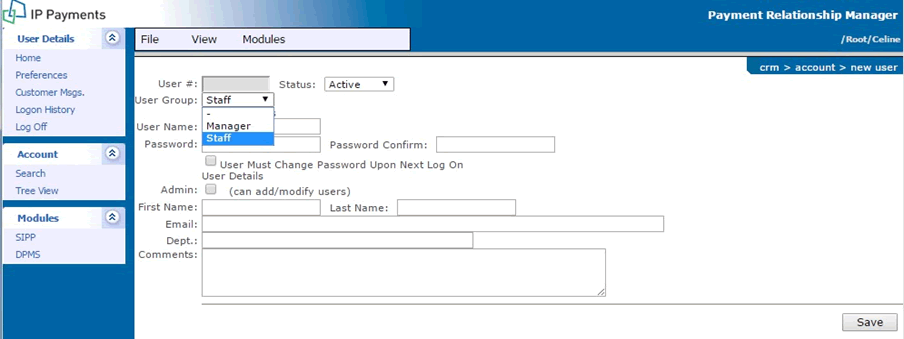 IP Payments
Payment Relationship Manager
/Root/Celine
File View Modules
crm > account > new user
User Details
Home
Preferences
Customer Msgs.
Logon History
Log Off
Account
Search
Tree View
Modules
SIPP
DPMS
User #: Status: Active
User Group: Staff
-
Manager
Staff
User Name:
Password: Password Confirm:
User Must Change Password Upon Next Log On
User Details
Admin: (can add/modify users)
First Name: Last Name:
Email:
Dept.:
Comments:
Save